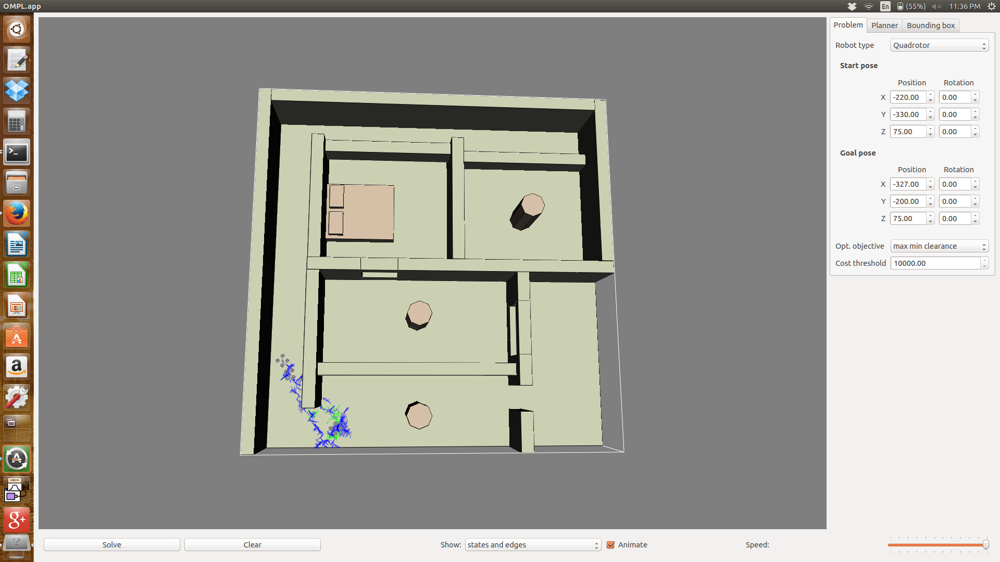 OMPL.app
En
(55%)
11:36 PM
Problem
Planner
Bounding box
Robot type
Quadrotor
Start pose
Position Rotation
X -220.00 0.00
Y -330.00 0.00
Z 75.00 0.00
Goal pose
Position Rotation
X -327.00 0.00
Y -200.00 0.00
Z 75.00 0.00
Opt. objective max min clearance
Cost threshold 10000.00
a
g+
?
Solve
Clear
Show: states and edges
Animate
Speed: